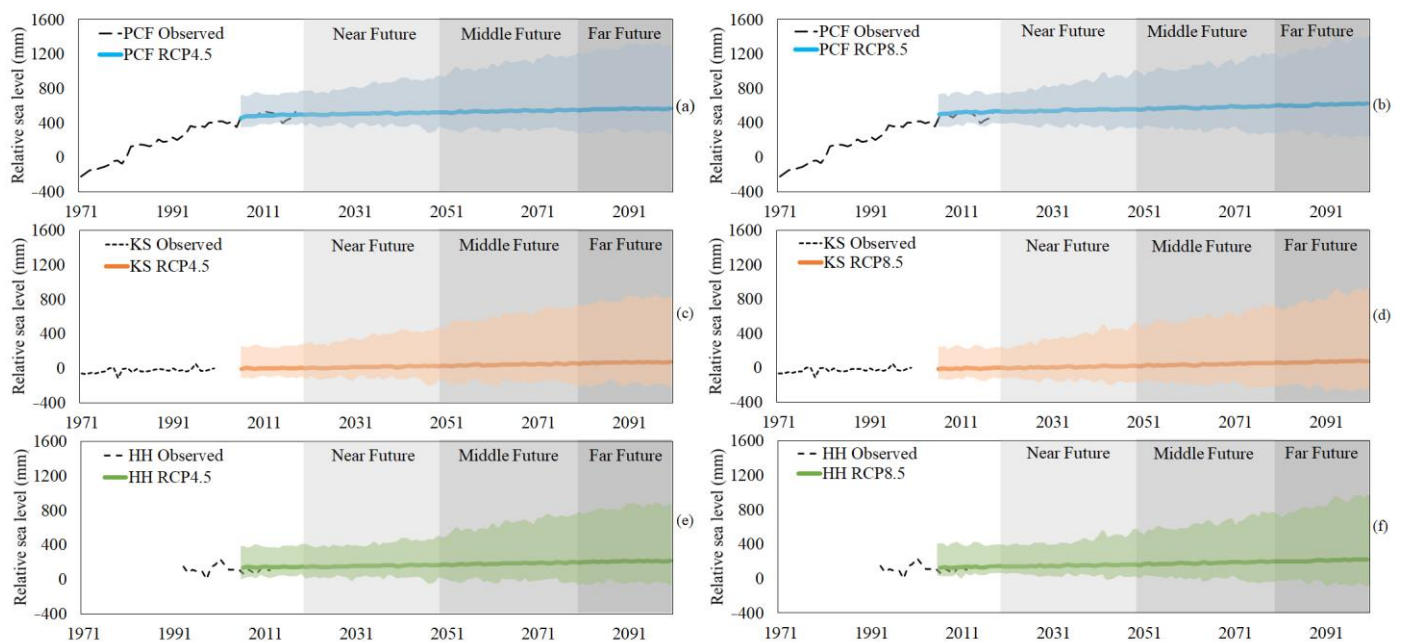 Relative sea level (mm)
1600
1200
800
400
0
−400
PCF Observed
PCF RCP4.5
Near Future
Middle Future
Far Future
(a)
1971
1991
2011
2031
2051
2071
2091
Relative sea level (mm)
1600
1200
800
400
0
−400
PCF Observed
PCF RCP8.5
Near Future
Middle Future
Far Future
(b)
1971
1991
2011
2031
2051
2071
2091
Relative sea level (mm)
1600
1200
800
400
0
−400
KS Observed
KS RCP4.5
Near Future
Middle Future
Far Future
(c)
1971
1991
2011
2031
2051
2071
2091
Relative sea level (mm)
1600
1200
800
400
0
−400
KS Observed
KS RCP8.5
Near Future
Middle Future
Far Future
(d)
1971
1991
2011
2031
2051
2071
2091
Relative sea level (mm)
1600
1200
800
400
0
−400
HH Observed
HH RCP4.5
Near Future
Middle Future
Far Future
(e)
1971
1991
2011
2031
2051
2071
2091
Relative sea level (mm)
1600
1200
800
400
0
−400
HH Observed
HH RCP8.5
Near Future
Middle Future
Far Future
(f)
1971
1991
2011
2031
2051
2071
2091